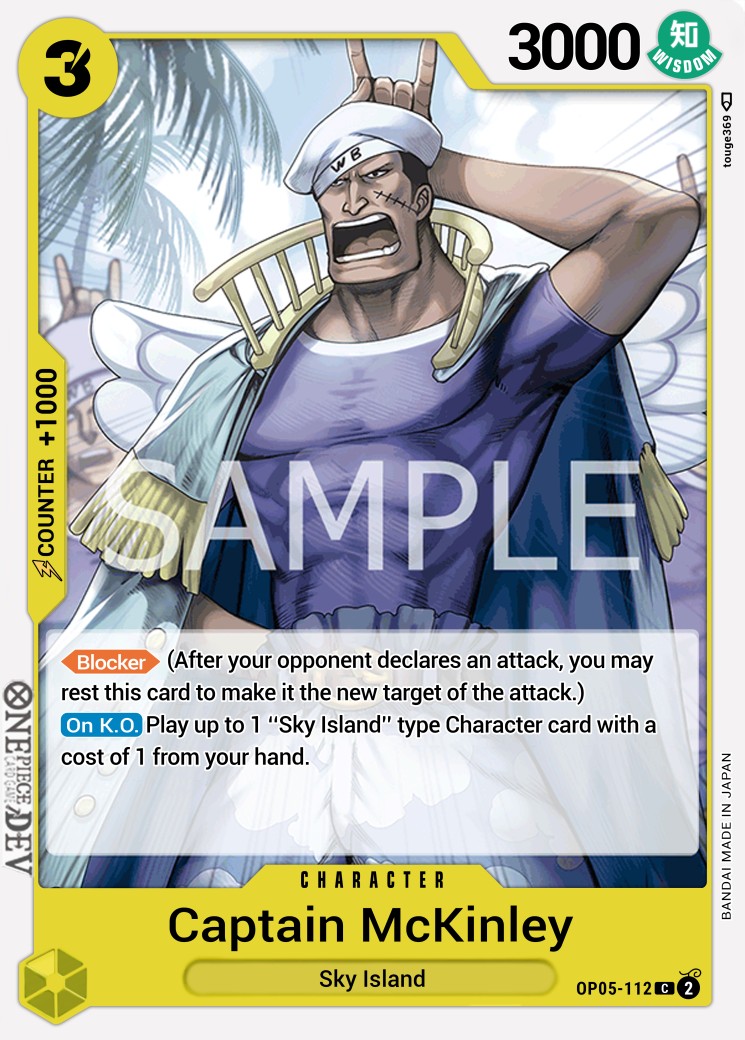 3
3000
知
WISDOM
touge369
WB
COUNTER +1000
SAMPLE
Blocker (After your opponent declares an attack, you may
rest this card to make it the new target of the attack.)
On K.O. Play up to 1 "Sky Island" type Character card with a
cost of 1 from your hand.
ONE PIECE
CARD GAME
DEV
BANDAI MADE IN JAPAN
CHARACTER
Captain McKinley
Sky Island
OP05-112 C 2